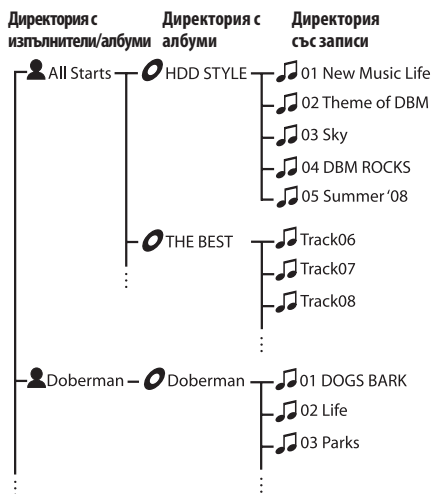 Директория с изпълнители/албуми
Директория с албуми
Директория със записи
All Starts
HDD STYLE
01 New Music Life
02 Theme of DBM
03 Sky
04 DBM ROCKS
05 Summer '08
THE BEST
Track06
Track07
Track08
Doberman
Doberman
01 DOGS BARK
02 Life
03 Parks